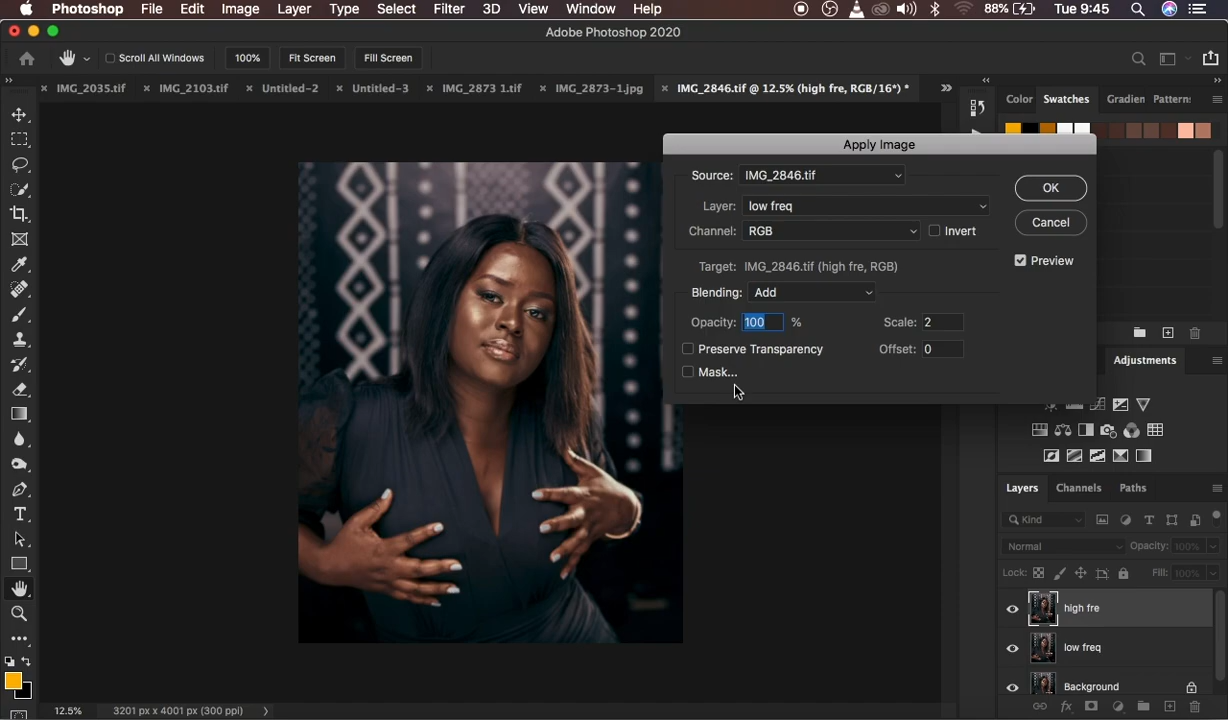 Photoshop File Edit Image Layer Type Select Filter 3D View Window Help 88% Tue 9:45
Adobe Photoshop 2020
Scroll All Windows 100% Fit Screen Fill Screen
IMG_2035.tif IMG_2103.tif Untitled-2 Untitled-3 IMG_2873 1.tif IMG_2873-1.jpg IMG_2846.tif @ 12.5% (high fre, RGB/16*) *
Color Swatches Gradien Patterns
Apply Image
Source: IMG_2846.tif
OK
Layer: low freq
Cancel
Channel: RGB Invert
Preview
Target: IMG_2846.tif (high fre, RGB)
Blending: Add
Opacity: 100 % Scale: 2
Preserve Transparency Offset: 0
Mask...
Adjustments
Layers Channels Paths
Kind
Normal Opacity: 100%
Lock: Fill: 100%
high fre
low freq
Background
fx
12.5% 3201 px x 4001 px (300 ppi)